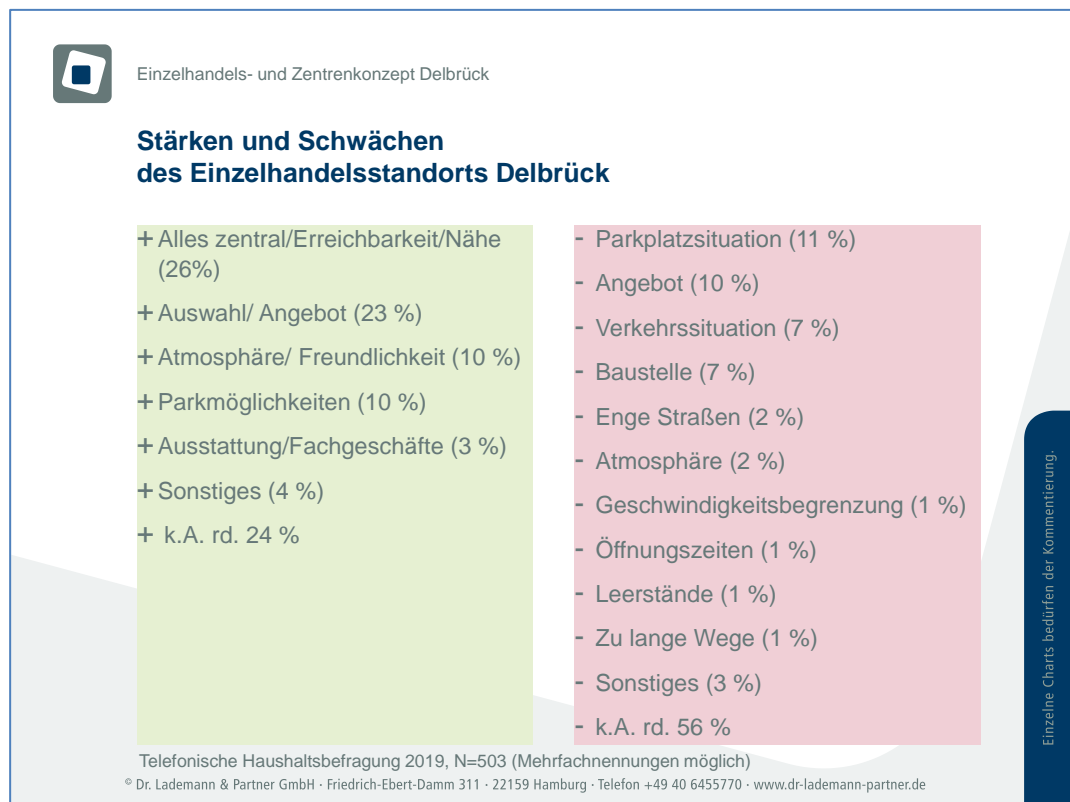 Einzelhandels- und Zentrenkonzept Delbrück
Stärken und Schwächen
des Einzelhandelsstandorts Delbrück
+ Alles zentral/Erreichbarkeit/Nähe
(26%)
+ Auswahl/ Angebot (23 %)
+ Atmosphäre/ Freundlichkeit (10 %)
+ Parkmöglichkeiten (10 %)
+ Ausstattung/Fachgeschäfte (3 %)
+ Sonstiges (4 %)
+ k.A. rd. 24 %
- Parkplatzsituation (11 %)
- Angebot (10 %)
- Verkehrssituation (7 %)
- Baustelle (7 %)
- Enge Straßen (2 %)
- Atmosphäre (2 %)
- Geschwindigkeitsbegrenzung (1 %)
- Öffnungszeiten (1 %)
- Leerstände (1 %)
- Zu lange Wege (1 %)
- Sonstiges (3 %)
- k.A. rd. 56 %
Telefonische Haushaltsbefragung 2019, N=503 (Mehrfachnennungen möglich)
© Dr. Lademann & Partner GmbH · Friedrich-Ebert-Damm 311 · 22159 Hamburg · Telefon +49 40 6455770 · www.dr-lademann-partner.de
Einzelne Charts bedürfen der Kommentierung.